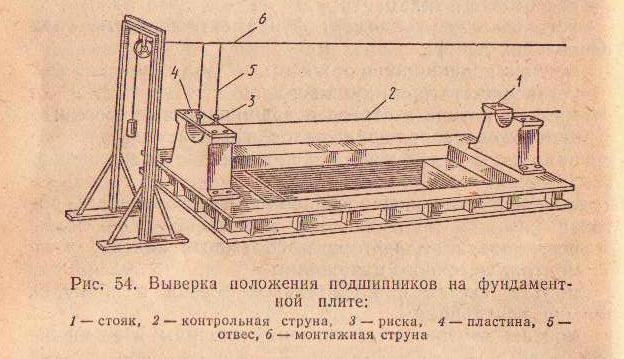 6
4
5
3
2
1
Рис. 54. Выверка положения подшипников на фундамент-
ной плите:
1 — стояк, 2 — контрольная струна, 3 — риска, 4 — пластина, 5 —
отвес, 6 — монтажная струна